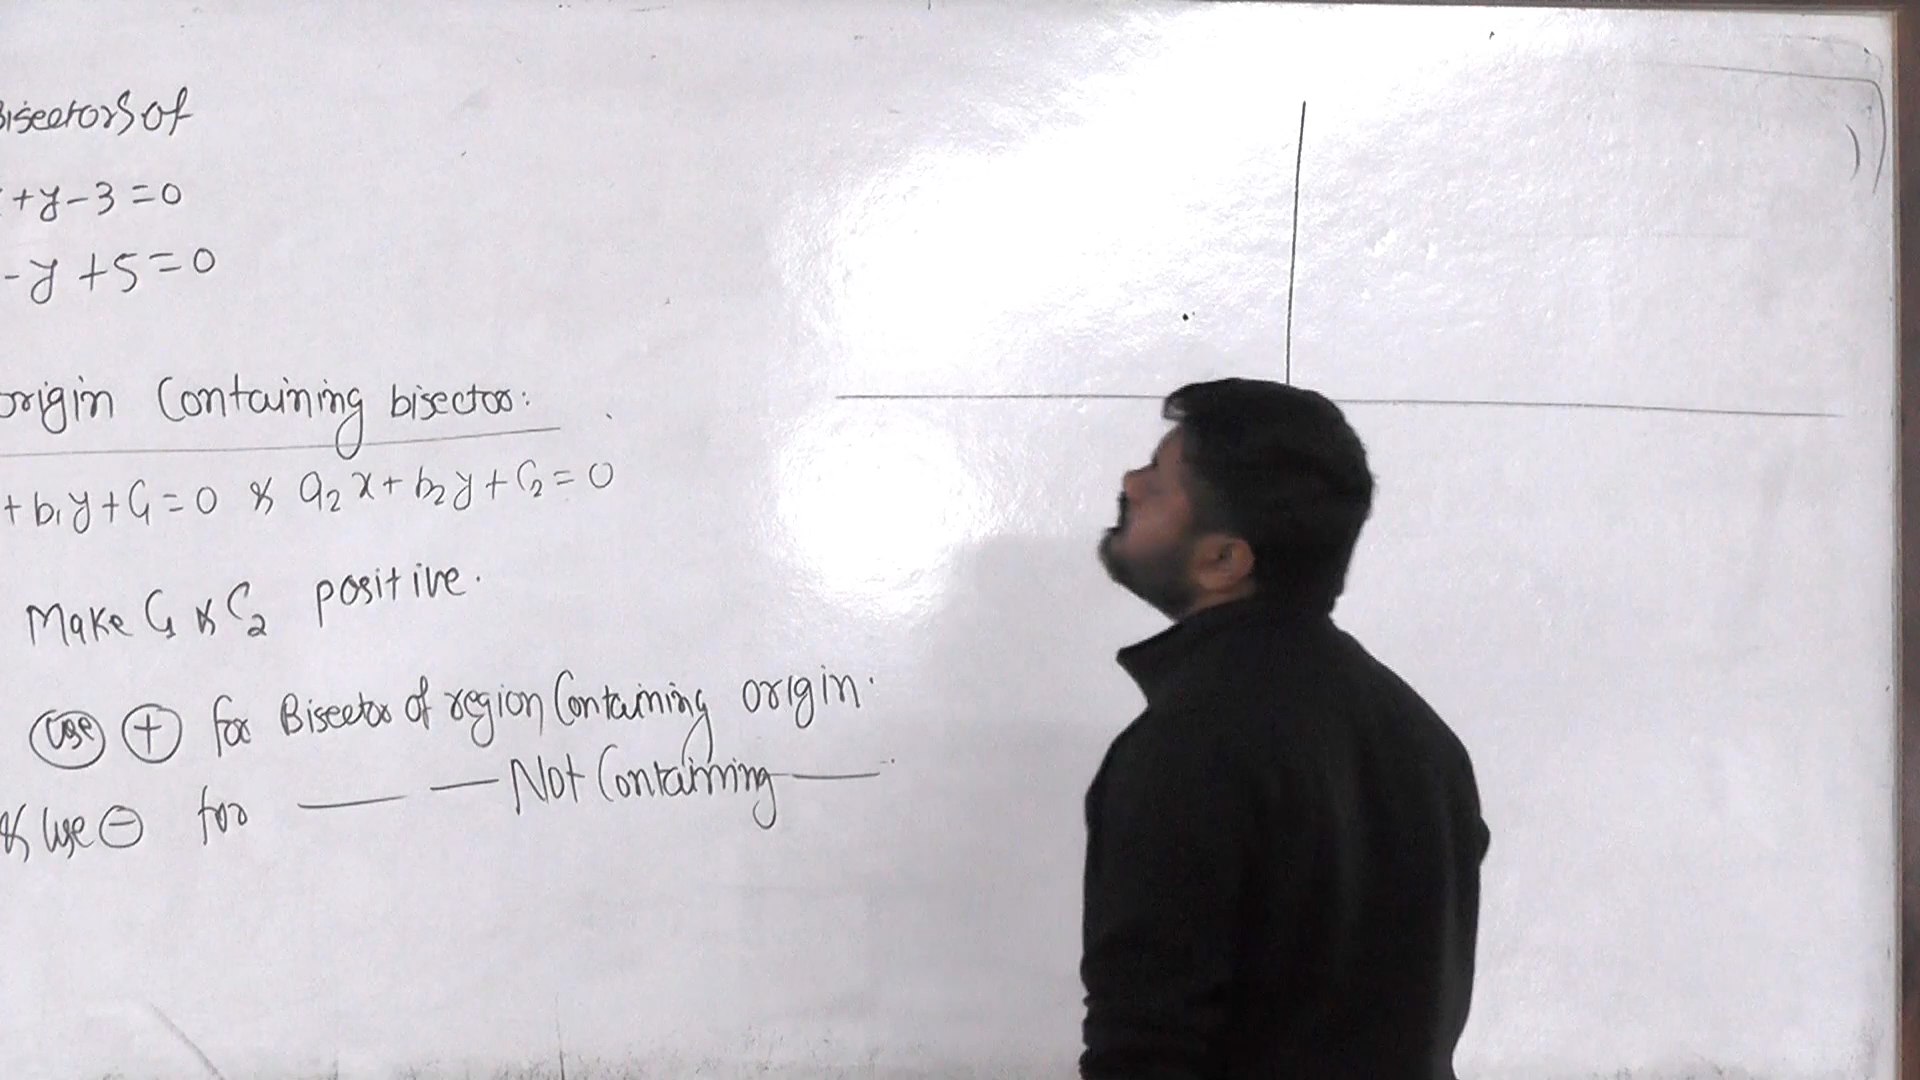 Bisectors of
+y-3=0
-y+5=0
origin Containing bisector:
+b₁y+C₁=0 & a₂x+b₂y+C₂=0
Make C₁ & C₂ positive.
Use + for Bisector of region Containing origin.
& Use - for —— —— Not Containing ——